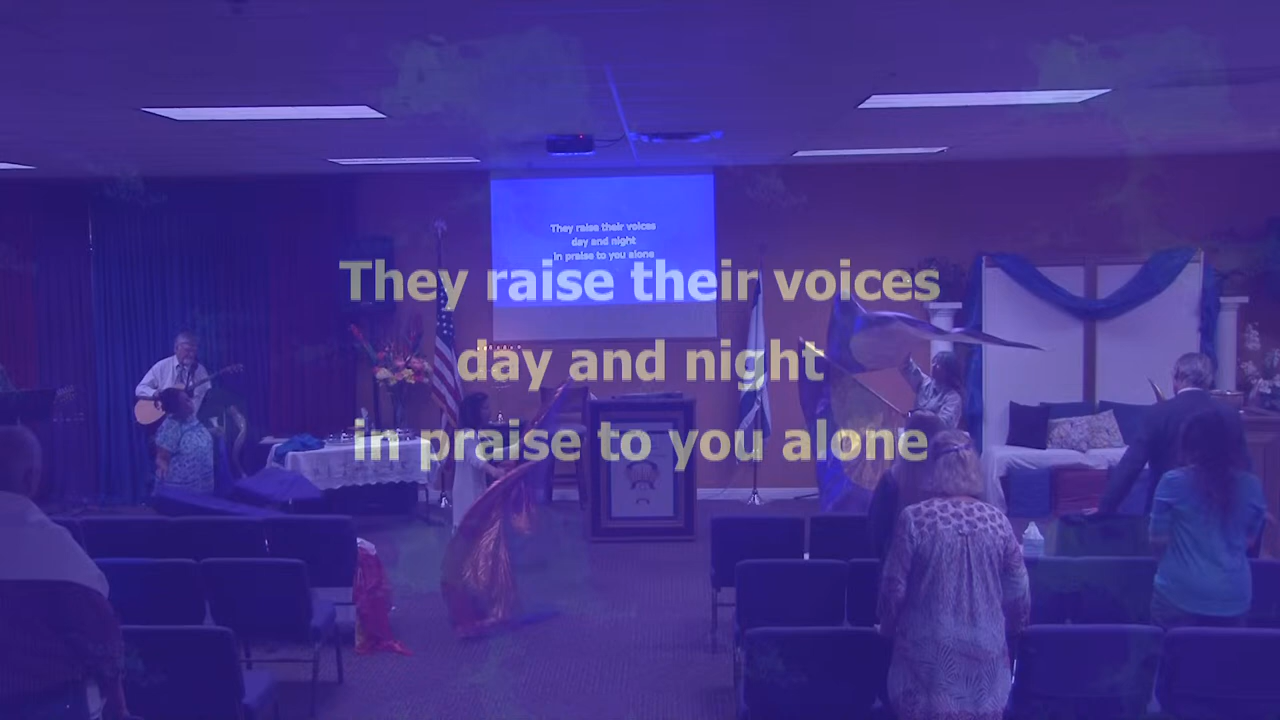 They raise their voices
day and night
in praise to you alone
They raise their voices
day and night
in praise to you alone